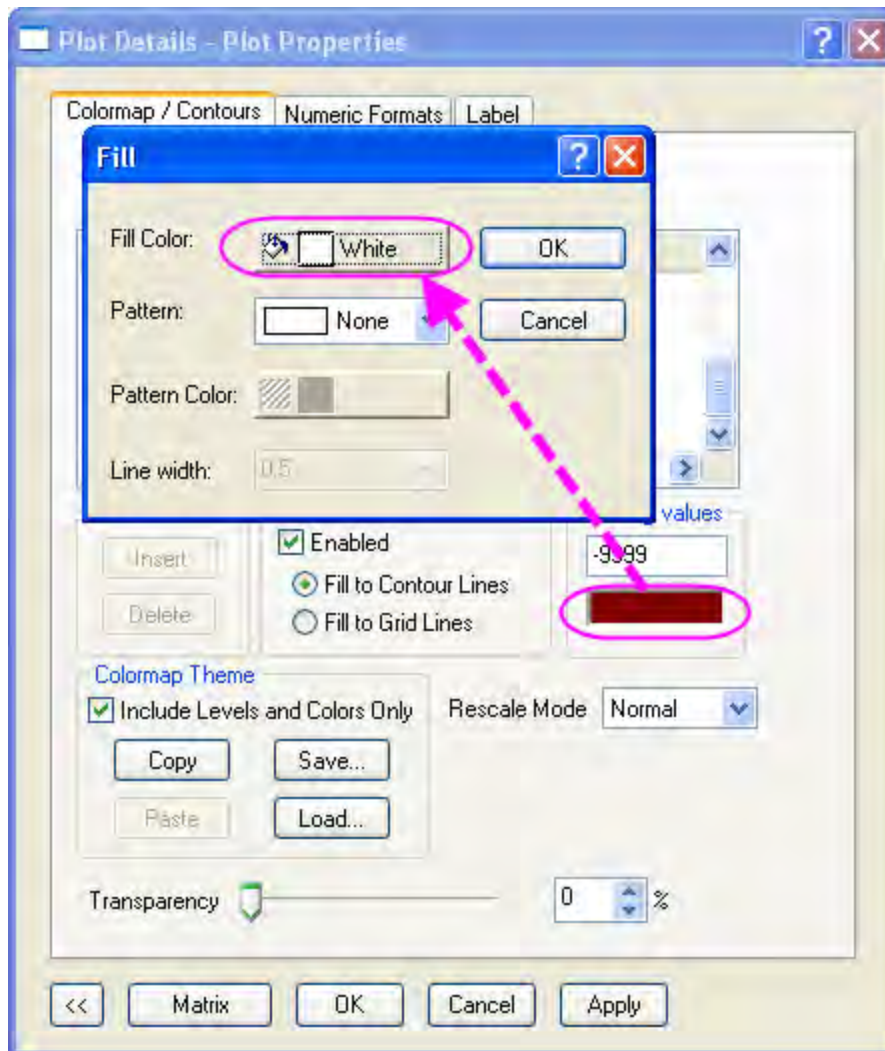 Plot Details - Plot Properties
Colormap / Contours Numeric Formats Label
Fill
Fill Color: White OK
Pattern: None Cancel
Pattern Color:
Line width: 0.5
values
Insert Enabled -9999
Fill to Contour Lines
Delete Fill to Grid Lines
Colormap Theme
Include Levels and Colors Only Rescale Mode Normal
Copy Save...
Paste Load...
Transparency 0 %
<< Matrix OK Cancel Apply